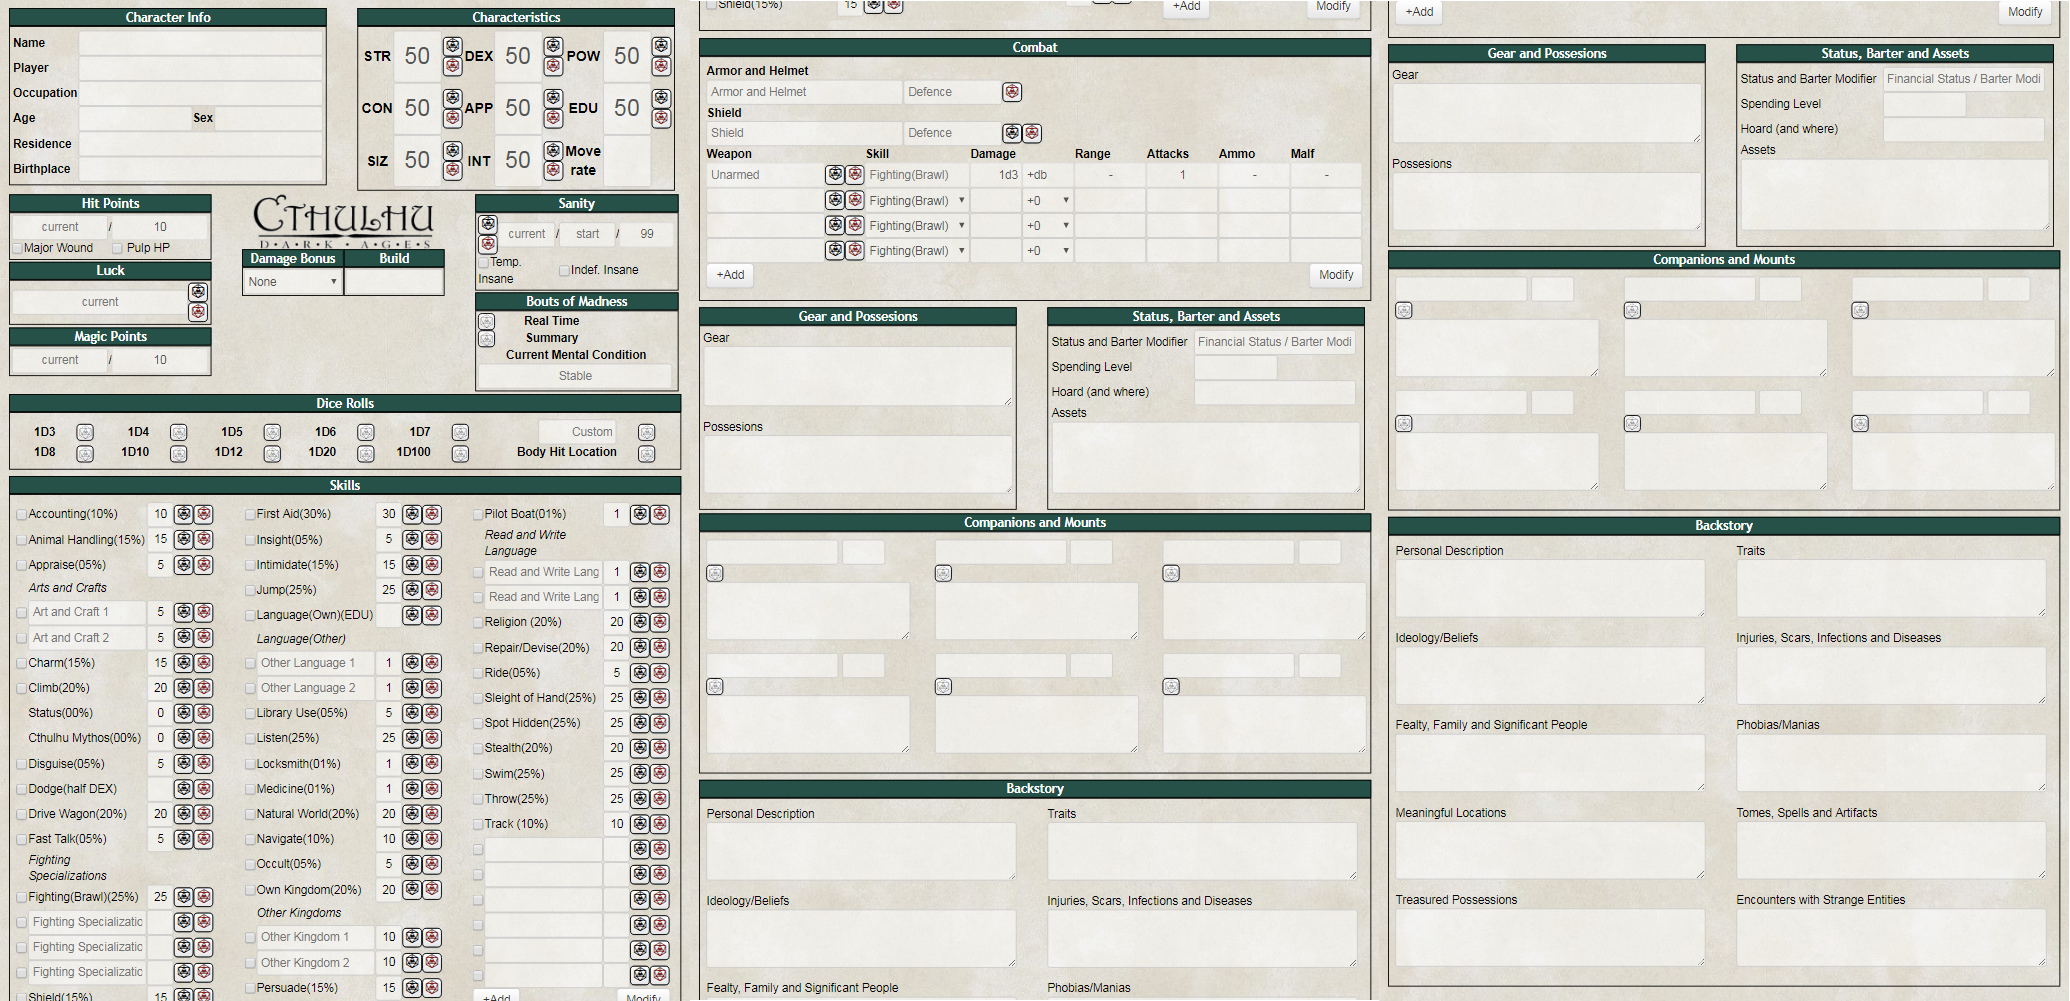 Character Info
Name
Player
Occupation
Age Sex
Residence
Birthplace
Characteristics
STR 50 DEX 50 POW 50
CON 50 APP 50 EDU 50
SIZ 50 INT 50 Move rate
Hit Points
current / 10
Major Wound Pulp HP
Luck
current
Magic Points
current / 10
CTHULHU
DARK AGES
Damage Bonus Build
None
Sanity
current / start / 99
Temp. Insane Indef. Insane
Bouts of Madness
Real Time
Summary
Current Mental Condition
Stable
Dice Rolls
1D3 1D4 1D5 1D6 1D7 Custom
1D8 1D10 1D12 1D20 1D100 Body Hit Location
Skills
Accounting(10%) 10
Animal Handling(15%) 15
Appraise(05%) 5
Arts and Crafts
Art and Craft 1 5
Art and Craft 2 5
Charm(15%) 15
Climb(20%) 20
Status(00%) 0
Cthulhu Mythos(00%) 0
Disguise(05%) 5
Dodge(half DEX)
Drive Wagon(20%) 20
Fast Talk(05%) 5
Fighting
Specializations
Fighting(Brawl)(25%) 25
Fighting Specializatic
Fighting Specializatic
Fighting Specializatic
Shield(15%) 15
First Aid(30%) 30
Insight(05%) 5
Intimidate(15%) 15
Jump(25%) 25
Language(Own)(EDU)
Language(Other)
Other Language 1 1
Other Language 2 1
Library Use(05%) 5
Listen(25%) 25
Locksmith(01%) 1
Medicine(01%) 1
Natural World(20%) 20
Navigate(10%) 10
Occult(05%) 5
Own Kingdom(20%) 20
Other Kingdoms
Other Kingdom 1 10
Other Kingdom 2 10
Persuade(15%) 15
Pilot Boat(01%) 1
Read and Write
Language
Read and Write Lang 1
Read and Write Lang 1
Religion (20%) 20
Repair/Devise(20%) 20
Ride(05%) 5
Sleight of Hand(25%) 25
Spot Hidden(25%) 25
Stealth(20%) 20
Swim(25%) 25
Throw(25%) 25
Track (10%) 10
+Add Modify
Shield(15%) 15 +Add Modify
Combat
Armor and Helmet
Armor and Helmet Defence
Shield
Shield Defence
Weapon Skill Damage Range Attacks Ammo Malf
Unarmed Fighting(Brawl) 1d3 +db - 1 - -
Fighting(Brawl) +0
Fighting(Brawl) +0
Fighting(Brawl) +0
+Add Modify
Gear and Possesions
Gear
Possesions
Status, Barter and Assets
Status and Barter Modifier Financial Status / Barter Modi
Spending Level
Hoard (and where)
Assets
Companions and Mounts
Backstory
Personal Description Traits
Ideology/Beliefs Injuries, Scars, Infections and Diseases
Fealty, Family and Significant People Phobias/Manias
+Add Modify
Gear and Possesions
Gear
Possesions
Status, Barter and Assets
Status and Barter Modifier Financial Status / Barter Modi
Spending Level
Hoard (and where)
Assets
Companions and Mounts
Backstory
Personal Description Traits
Ideology/Beliefs Injuries, Scars, Infections and Diseases
Fealty, Family and Significant People Phobias/Manias
Meaningful Locations Tomes, Spells and Artifacts
Treasured Possessions Encounters with Strange Entities